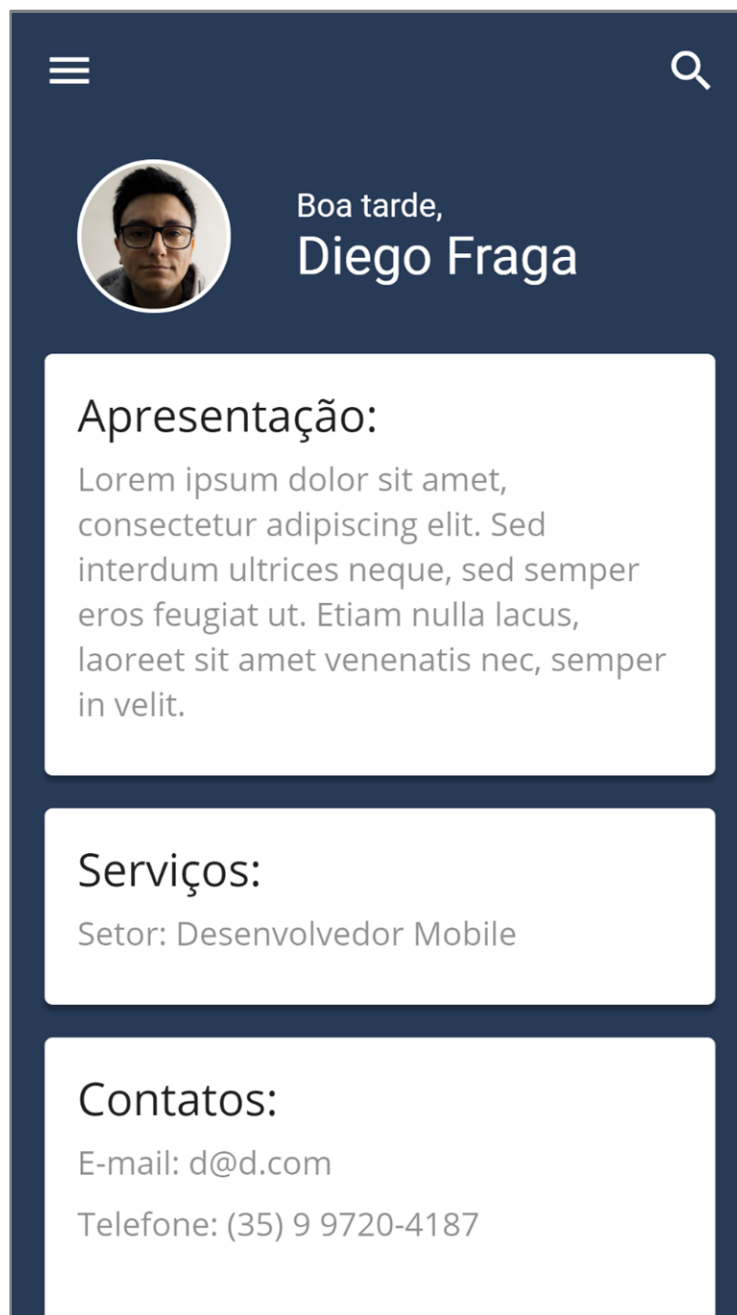 Boa tarde,
Diego Fraga
Apresentação:
Lorem ipsum dolor sit amet,
consectetur adipiscing elit. Sed
interdum ultrices neque, sed semper
eros feugiat ut. Etiam nulla lacus,
laoreet sit amet venenatis nec, semper
in velit.
Serviços:
Setor: Desenvolvedor Mobile
Contatos:
E-mail: d@d.com
Telefone: (35) 9 9720-4187